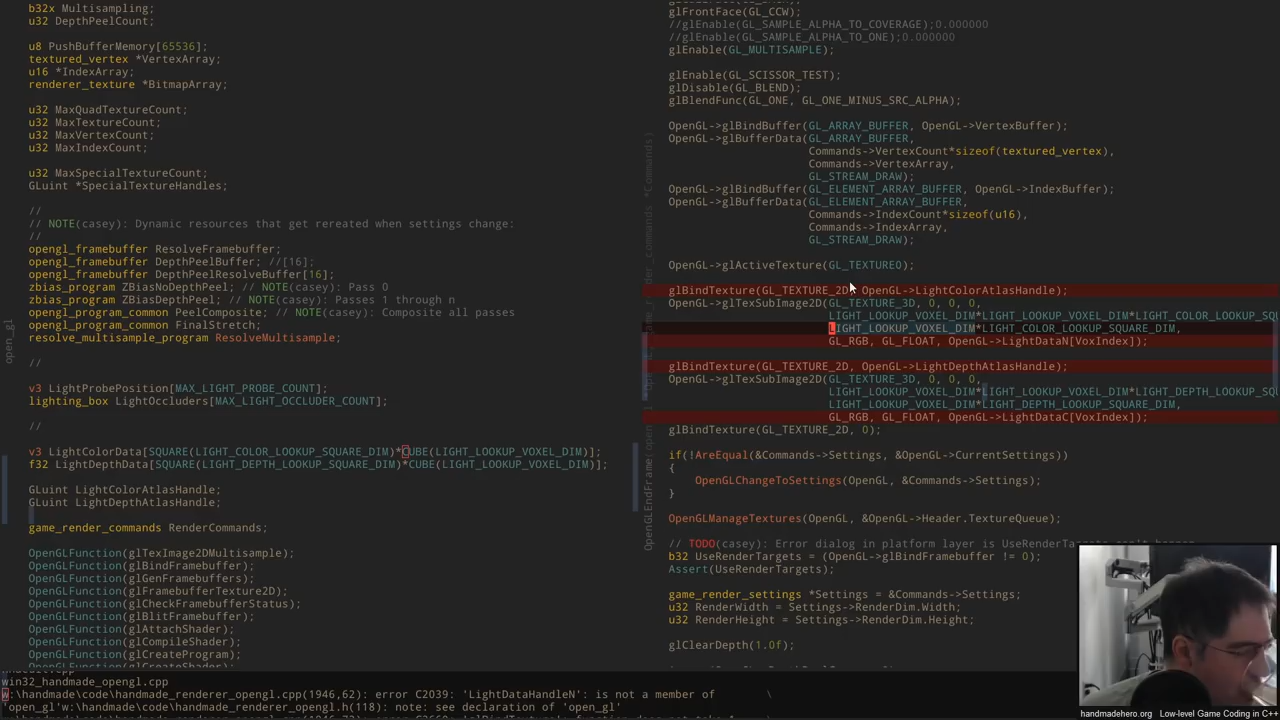 b32x Multisampling;
u32 DepthPeelCount;
u8 PushBufferMemory[65536];
textured_vertex *VertexArray;
u16 *IndexArray;
renderer_texture *BitmapArray;
u32 MaxQuadTextureCount;
u32 MaxTextureCount;
u32 MaxVertexCount;
u32 MaxIndexCount;
u32 MaxSpecialTextureCount;
GLuint *SpecialTextureHandles;
//
// NOTE(casey): Dynamic resources that get rereated when settings change:
//
opengl_framebuffer ResolveFramebuffer;
opengl_framebuffer DepthPeelBuffer; //[16];
opengl_framebuffer DepthPeelResolveBuffer[16];
zbias_program ZBiasNoDepthPeel; // NOTE(casey): Pass 0
zbias_program ZBiasDepthPeel; // NOTE(casey): Passes 1 through n
opengl_program_common PeelComposite; // NOTE(casey): Composite all passes
opengl_program_common FinalStretch;
resolve_multisample_program ResolveMultisample;
//
v3 LightProbePosition[MAX_LIGHT_PROBE_COUNT];
lighting_box LightOccluders[MAX_LIGHT_OCCLUDER_COUNT];
//
v3 LightColorData[SQUARE(LIGHT_COLOR_LOOKUP_SQUARE_DIM)*CUBE(LIGHT_LOOKUP_VOXEL_DIM)];
f32 LightDepthData[SQUARE(LIGHT_DEPTH_LOOKUP_SQUARE_DIM)*CUBE(LIGHT_LOOKUP_VOXEL_DIM)];
GLuint LightColorAtlasHandle;
GLuint LightDepthAtlasHandle;
game_render_commands RenderCommands;
OpenGLFunction(glTexImage2DMultisample);
OpenGLFunction(glBindFramebuffer);
OpenGLFunction(glGenFramebuffers);
OpenGLFunction(glFramebufferTexture2D);
OpenGLFunction(glCheckFramebufferStatus);
OpenGLFunction(glBlitFramebuffer);
OpenGLFunction(glAttachShader);
OpenGLFunction(glCompileShader);
OpenGLFunction(glCreateProgram);
OpenGLFunction(glCreateShader);
open_gl
glFrontFace(GL_CCW);
//glEnable(GL_SAMPLE_ALPHA_TO_COVERAGE);0.000000
//glEnable(GL_SAMPLE_ALPHA_TO_ONE);0.000000
glEnable(GL_MULTISAMPLE);
glEnable(GL_SCISSOR_TEST);
glDisable(GL_BLEND);
glBlendFunc(GL_ONE, GL_ONE_MINUS_SRC_ALPHA);
OpenGL->glBindBuffer(GL_ARRAY_BUFFER, OpenGL->VertexBuffer);
OpenGL->glBufferData(GL_ARRAY_BUFFER,
Commands->VertexCount*sizeof(textured_vertex),
Commands->VertexArray,
GL_STREAM_DRAW);
OpenGL->glBindBuffer(GL_ELEMENT_ARRAY_BUFFER, OpenGL->IndexBuffer);
OpenGL->glBufferData(GL_ELEMENT_ARRAY_BUFFER,
Commands->IndexCount*sizeof(u16),
Commands->IndexArray,
GL_STREAM_DRAW);
OpenGL->glActiveTexture(GL_TEXTURE0);
glBindTexture(GL_TEXTURE_2D, OpenGL->LightColorAtlasHandle);
OpenGL->glTexSubImage2D(GL_TEXTURE_3D, 0, 0, 0,
LIGHT_LOOKUP_VOXEL_DIM*LIGHT_LOOKUP_VOXEL_DIM*LIGHT_COLOR_LOOKUP_SQ
LIGHT_LOOKUP_VOXEL_DIM*LIGHT_COLOR_LOOKUP_SQUARE_DIM,
GL_RGB, GL_FLOAT, OpenGL->LightDataN[VoxIndex]);
glBindTexture(GL_TEXTURE_2D, OpenGL->LightDepthAtlasHandle);
OpenGL->glTexSubImage2D(GL_TEXTURE_3D, 0, 0, 0,
LIGHT_LOOKUP_VOXEL_DIM*LIGHT_LOOKUP_VOXEL_DIM*LIGHT_DEPTH_LOOKUP_SQ
LIGHT_LOOKUP_VOXEL_DIM*LIGHT_DEPTH_LOOKUP_SQUARE_DIM,
GL_RGB, GL_FLOAT, OpenGL->LightDataC[VoxIndex]);
glBindTexture(GL_TEXTURE_2D, 0);
if(!AreEqual(&Commands->Settings, &OpenGL->CurrentSettings))
{
OpenGLChangeToSettings(OpenGL, &Commands->Settings);
}
OpenGLManageTextures(OpenGL, &OpenGL->Header.TextureQueue);
// TODO(casey): Error dialog in platform layer is UseRenderTargets
b32 UseRenderTargets = (OpenGL->glBindFramebuffer != 0);
Assert(UseRenderTargets);
game_render_settings *Settings = &Commands->Settings;
u32 RenderWidth = Settings->RenderDim.Width;
u32 RenderHeight = Settings->RenderDim.Height;
glClearDepth(1.0f);
win32_handmade_opengl.cpp
w:\handmade\code\handmade_renderer_opengl.cpp(1946,62): error C2039: 'LightDataHandleN': is not a member of \
'open_gl'w:\handmade\code\handmade_renderer_opengl.h(118): note: see declaration of 'open_gl'
handmadehero.org Low-level Game Coding in C++